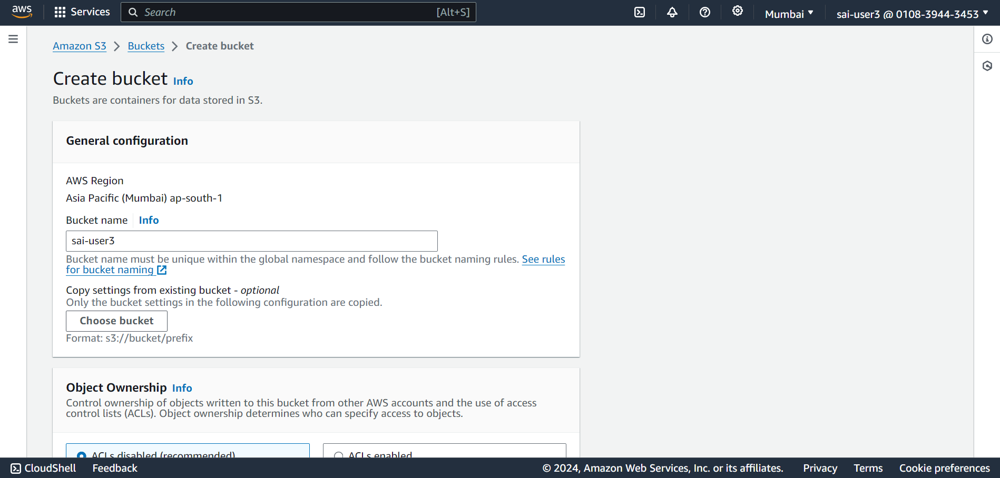 aws Services Search [Alt+S] Mumbai sai-user3 @ 0108-3944-3453
Amazon S3 Buckets Create bucket
Create bucket Info
Buckets are containers for data stored in S3.
General configuration
AWS Region
Asia Pacific (Mumbai) ap-south-1
Bucket name Info
sai-user3
Bucket name must be unique within the global namespace and follow the bucket naming rules. See rules
for bucket naming
Copy settings from existing bucket - optional
Only the bucket settings in the following configuration are copied.
Choose bucket
Format: s3://bucket/prefix
Object Ownership Info
Control ownership of objects written to this bucket from other AWS accounts and the use of access
control lists (ACLs). Object ownership determines who can specify access to objects.
ACLs disabled (recommended) ACLs enabled
CloudShell Feedback © 2024, Amazon Web Services, Inc. or its affiliates. Privacy Terms Cookie preferences